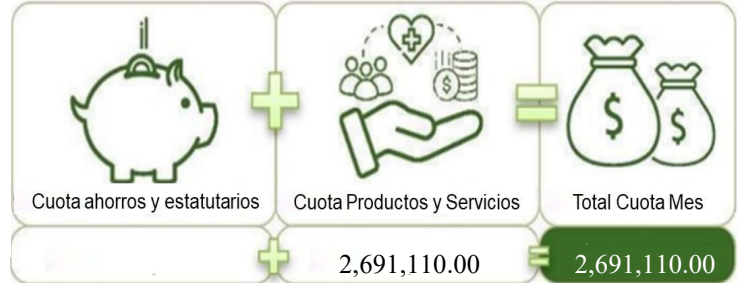 Cuota ahorros y estatutarios
Cuota Productos y Servicios
Total Cuota Mes
2,691,110.00
2,691,110.00